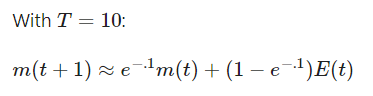 With T = 10:
m(t + 1) ≈ e^{-.1}m(t) + (1 − e^{-.1})E(t)